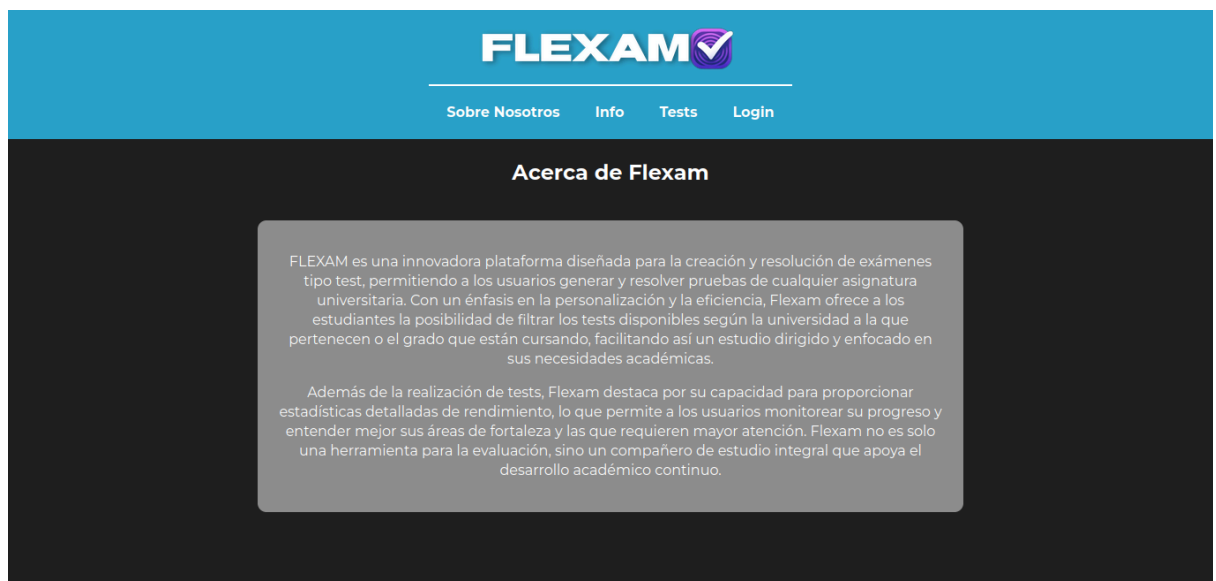 FLEXAM
Sobre Nosotros Info Tests Login
Acerca de Flexam
FLEXAM es una innovadora plataforma diseñada para la creación y resolución de exámenes
tipo test, permitiendo a los usuarios generar y resolver pruebas de cualquier asignatura
universitaria. Con un énfasis en la personalización y la eficiencia, Flexam ofrece a los
estudiantes la posibilidad de filtrar los tests disponibles según la universidad a la que
pertenecen o el grado que están cursando, facilitando así un estudio dirigido y enfocado en
sus necesidades académicas.
Además de la realización de tests, Flexam destaca por su capacidad para proporcionar
estadísticas detalladas de rendimiento, lo que permite a los usuarios monitorear su progreso y
entender mejor sus áreas de fortaleza y las que requieren mayor atención. Flexam no es solo
una herramienta para la evaluación, sino un compañero de estudio integral que apoya el
desarrollo académico continuo.